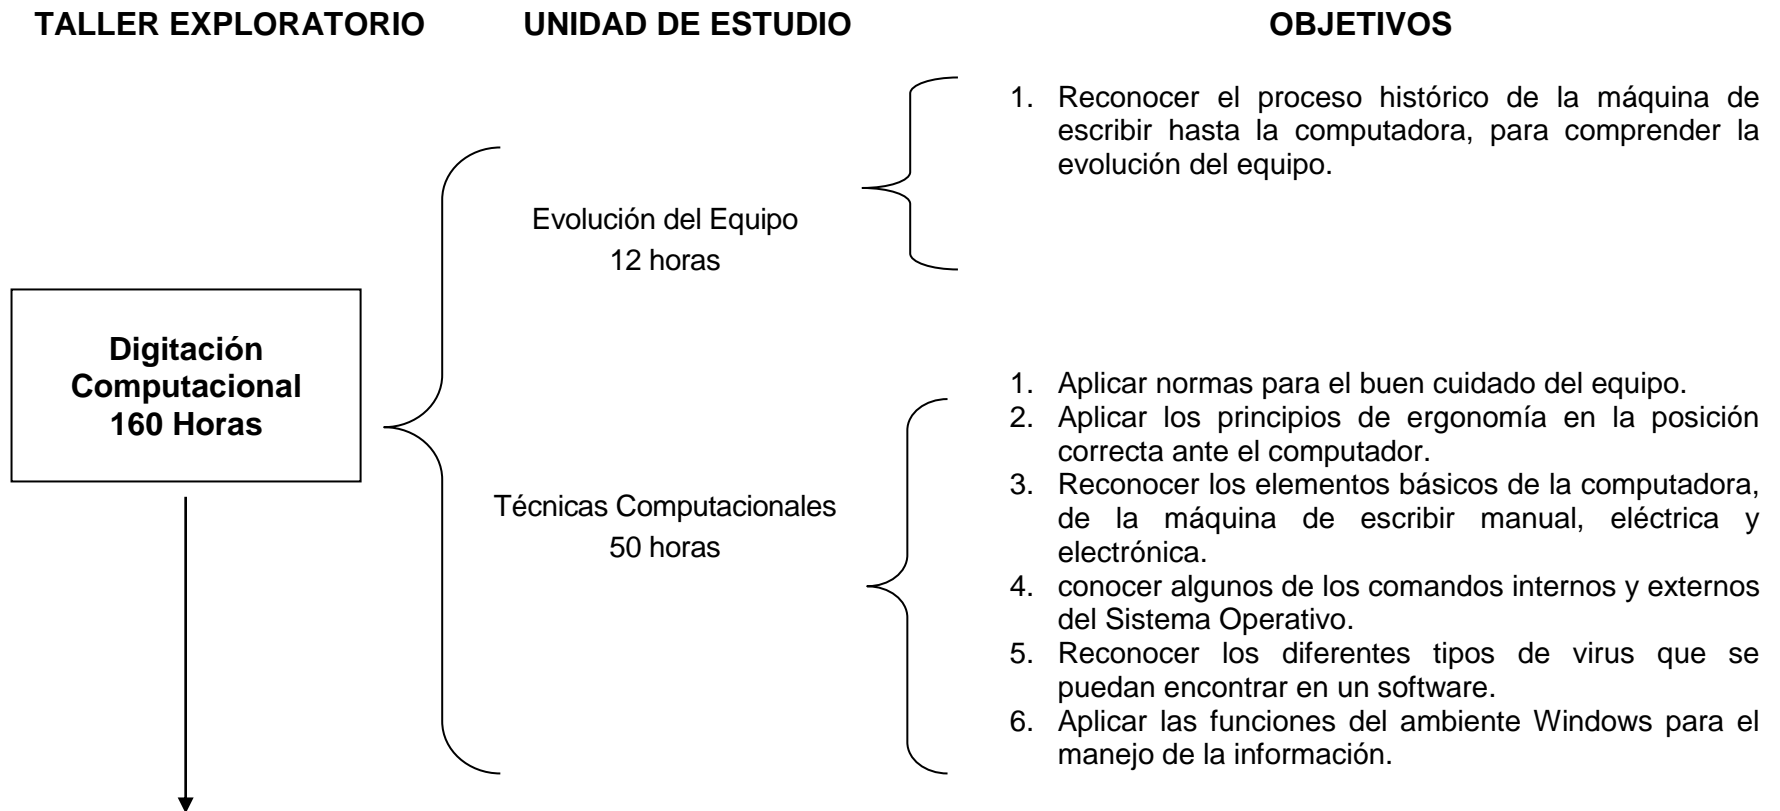 TALLER EXPLORATORIO UNIDAD DE ESTUDIO OBJETIVOS
Digitación
Computacional
160 Horas
Evolución del Equipo
12 horas
1. Reconocer el proceso histórico de la máquina de
escribir hasta la computadora, para comprender la
evolución del equipo.
Técnicas Computacionales
50 horas
1. Aplicar normas para el buen cuidado del equipo.
2. Aplicar los principios de ergonomía en la posición
correcta ante el computador.
3. Reconocer los elementos básicos de la computadora,
de la máquina de escribir manual, eléctrica y
electrónica.
4. conocer algunos de los comandos internos y externos
del Sistema Operativo.
5. Reconocer los diferentes tipos de virus que se
puedan encontrar en un software.
6. Aplicar las funciones del ambiente Windows para el
manejo de la información.